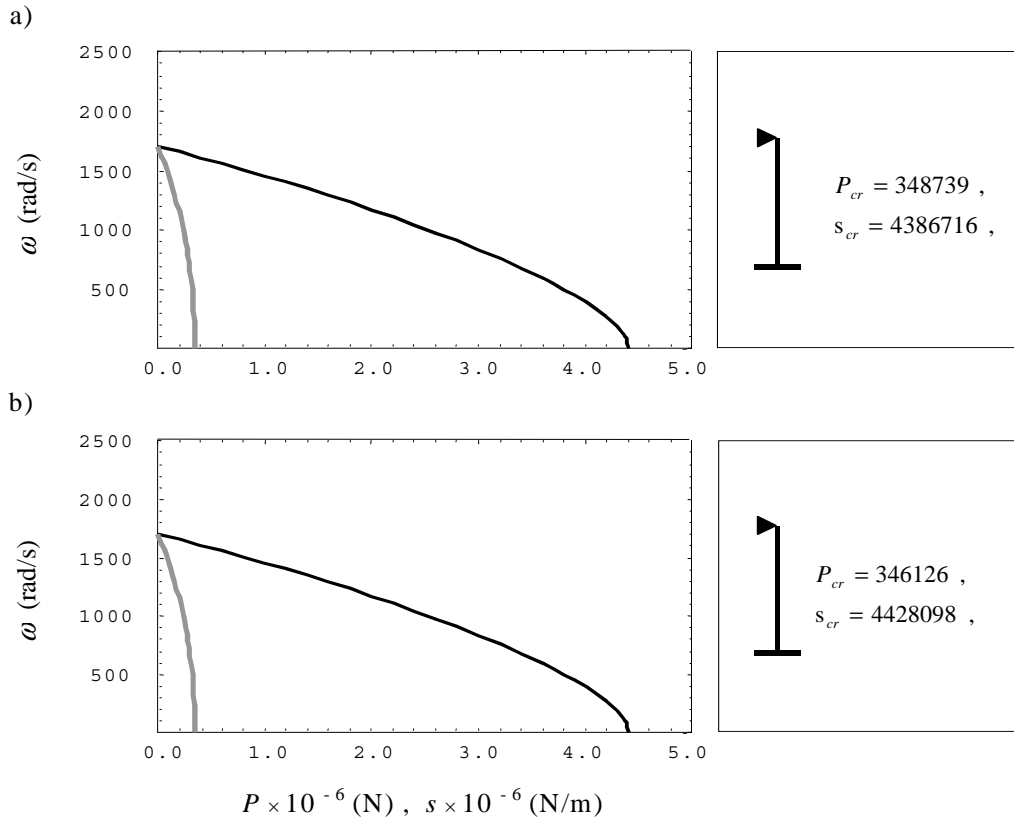 a)
2500
2000
1500
1000
500
ω (rad/s)
0.0 1.0 2.0 3.0 4.0 5.0
P_cr = 348739 ,
s_cr = 4386716 ,
b)
2500
2000
1500
1000
500
ω (rad/s)
0.0 1.0 2.0 3.0 4.0 5.0
P_cr = 346126 ,
s_cr = 4428098 ,
P × 10 ⁻⁶ (N) , s × 10 ⁻⁶ (N/m)